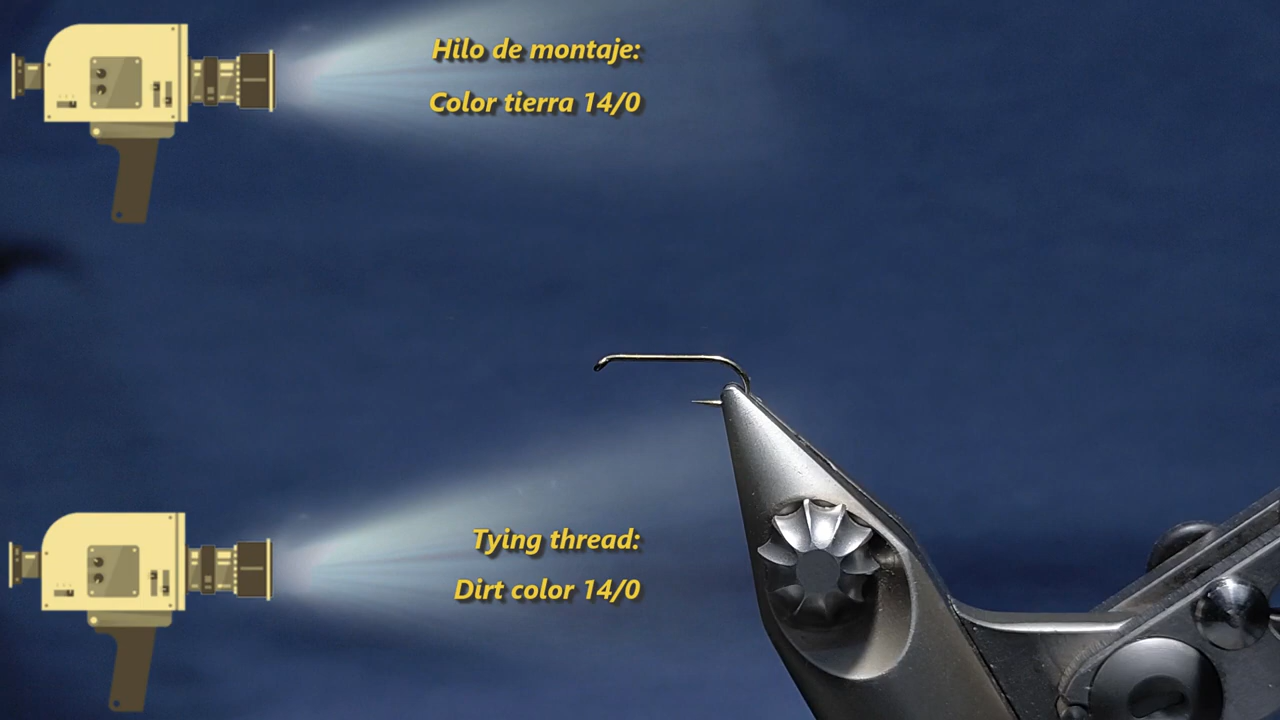 Hilo de montaje:
Color tierra 14/0
Tying thread:
Dirt color 14/0